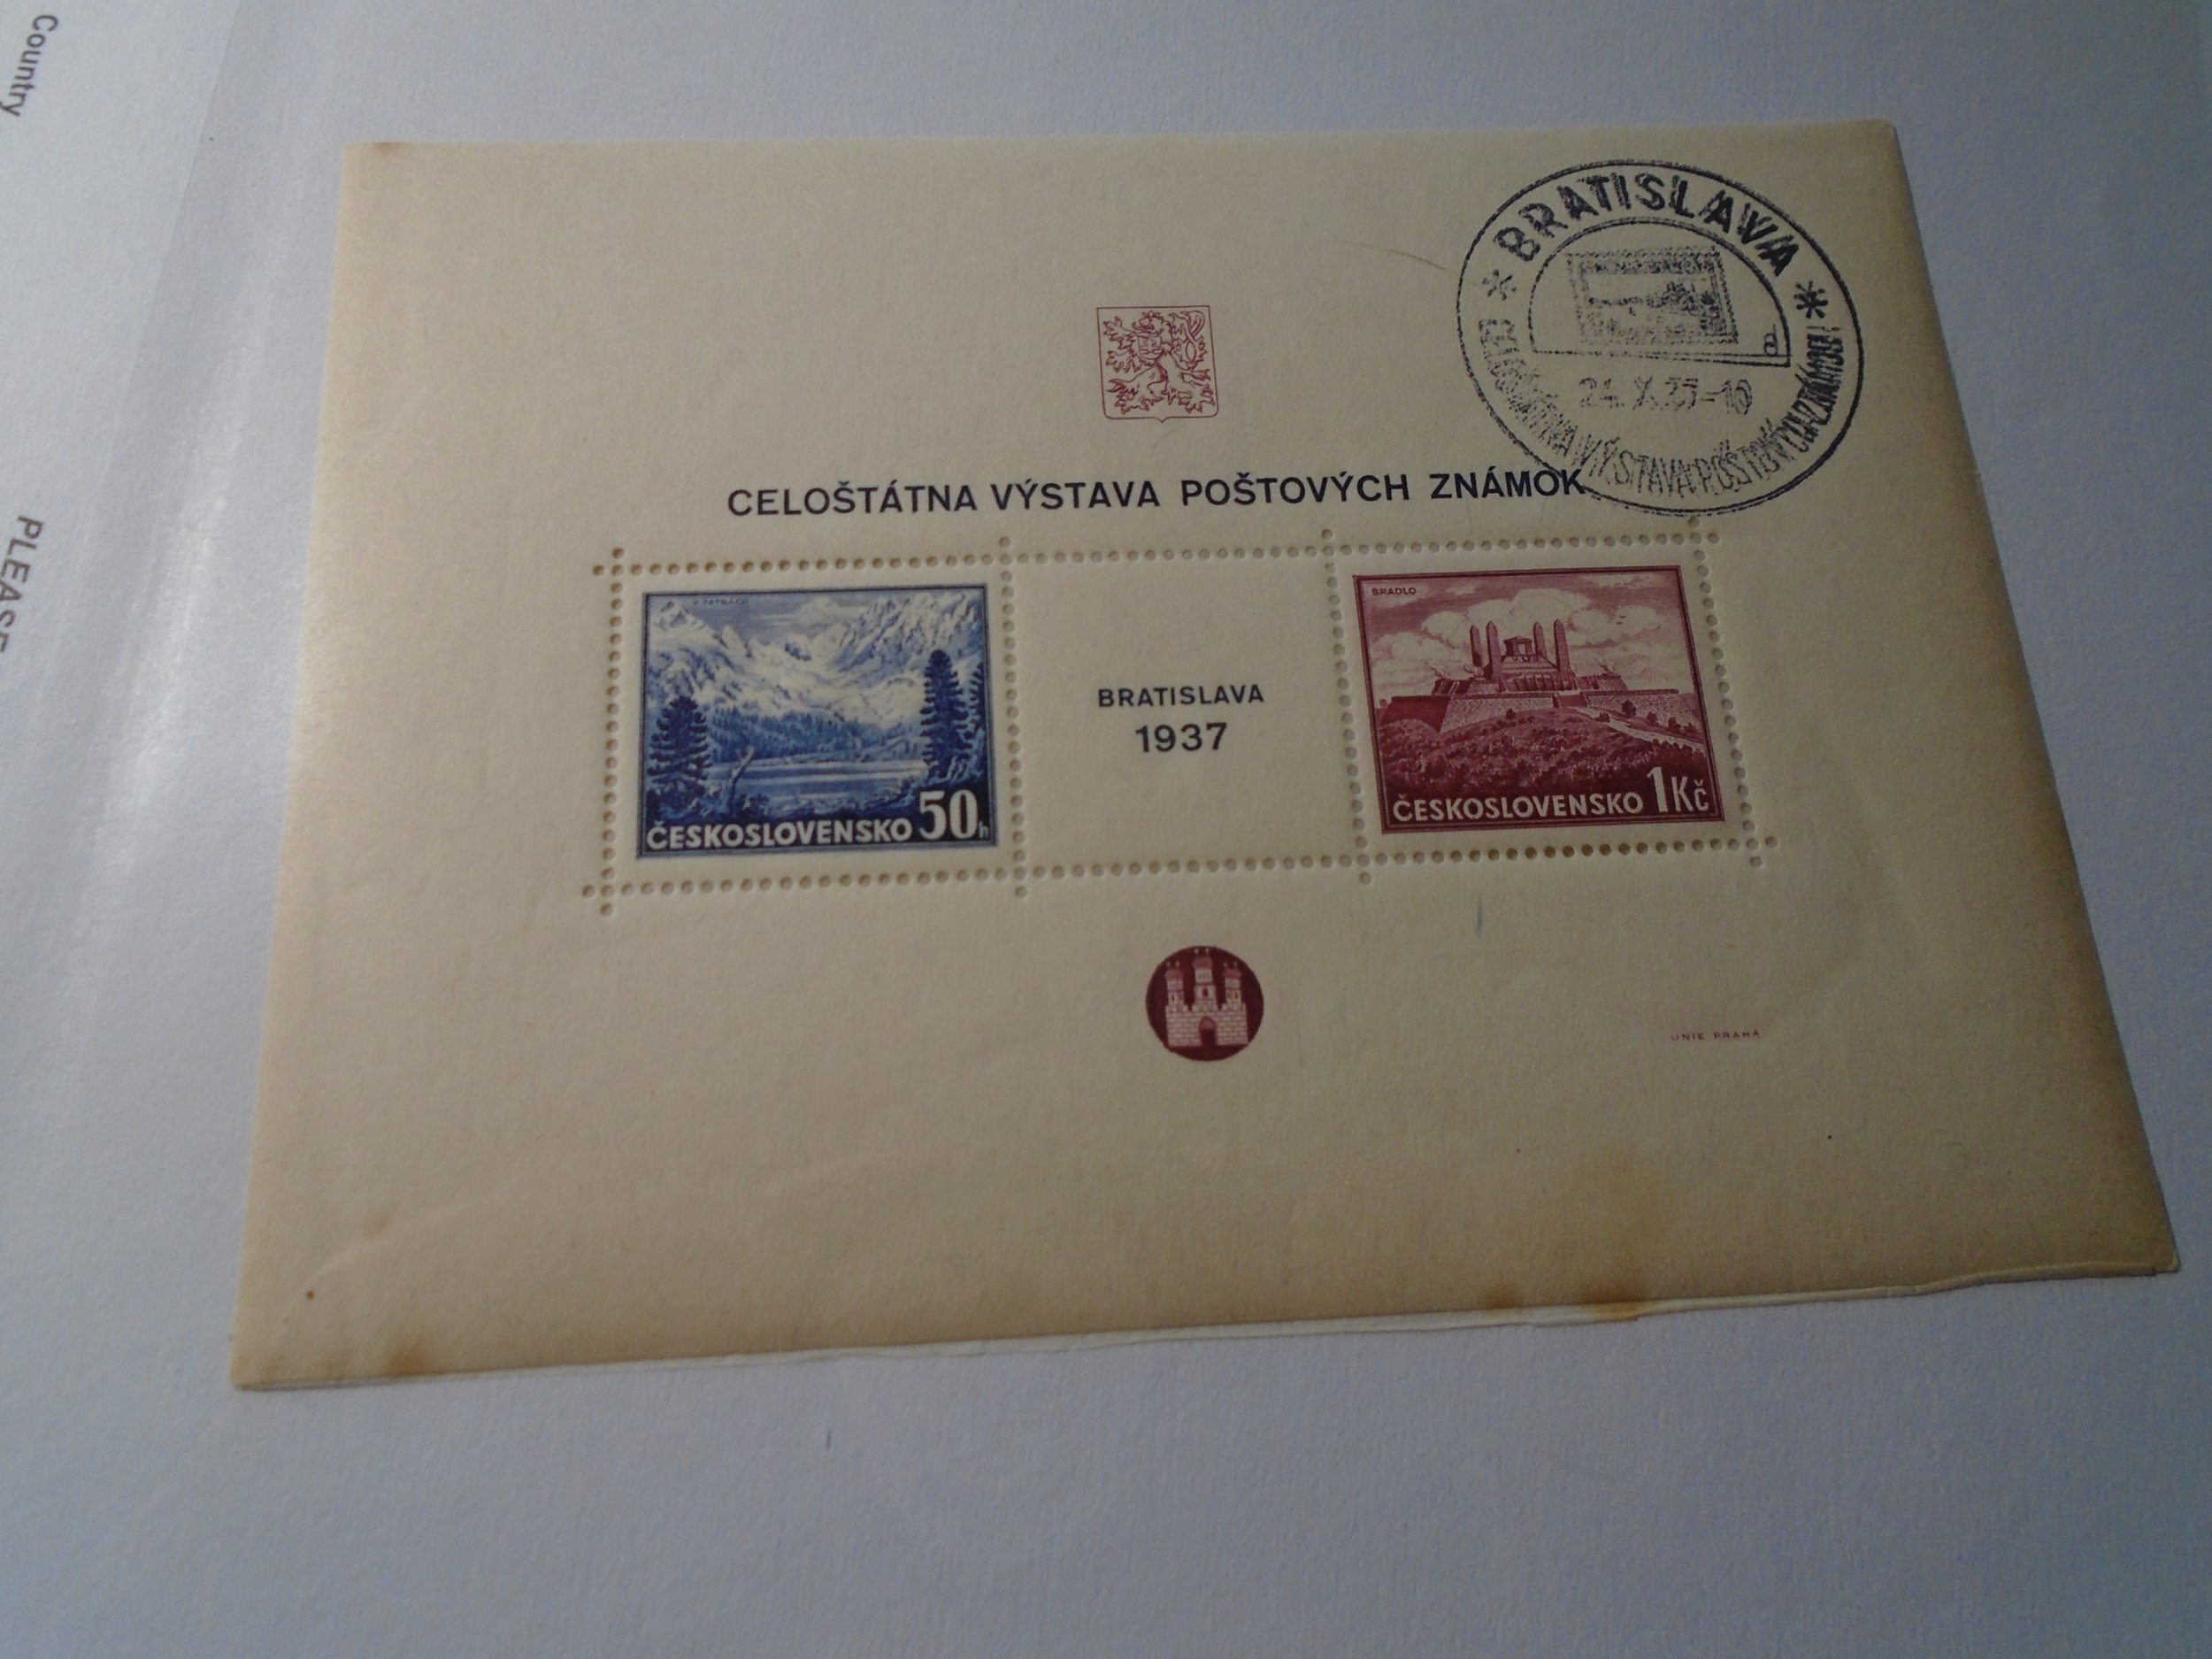 Country
PLEASE
* BRATISLAVA *
a
24.X.37-10
CELOŠTÁTNA VÝSTAVA POŠTOVÝCH ZNÁMOK
CELOŠTÁTNA VÝSTAVA POŠTOVÝCH ZNÁMOK
V TATRÁCH
ČESKOSLOVENSKO 50h
BRATISLAVA
1937
BRADLO
ČESKOSLOVENSKO 1Kč
UNIE PRAHA